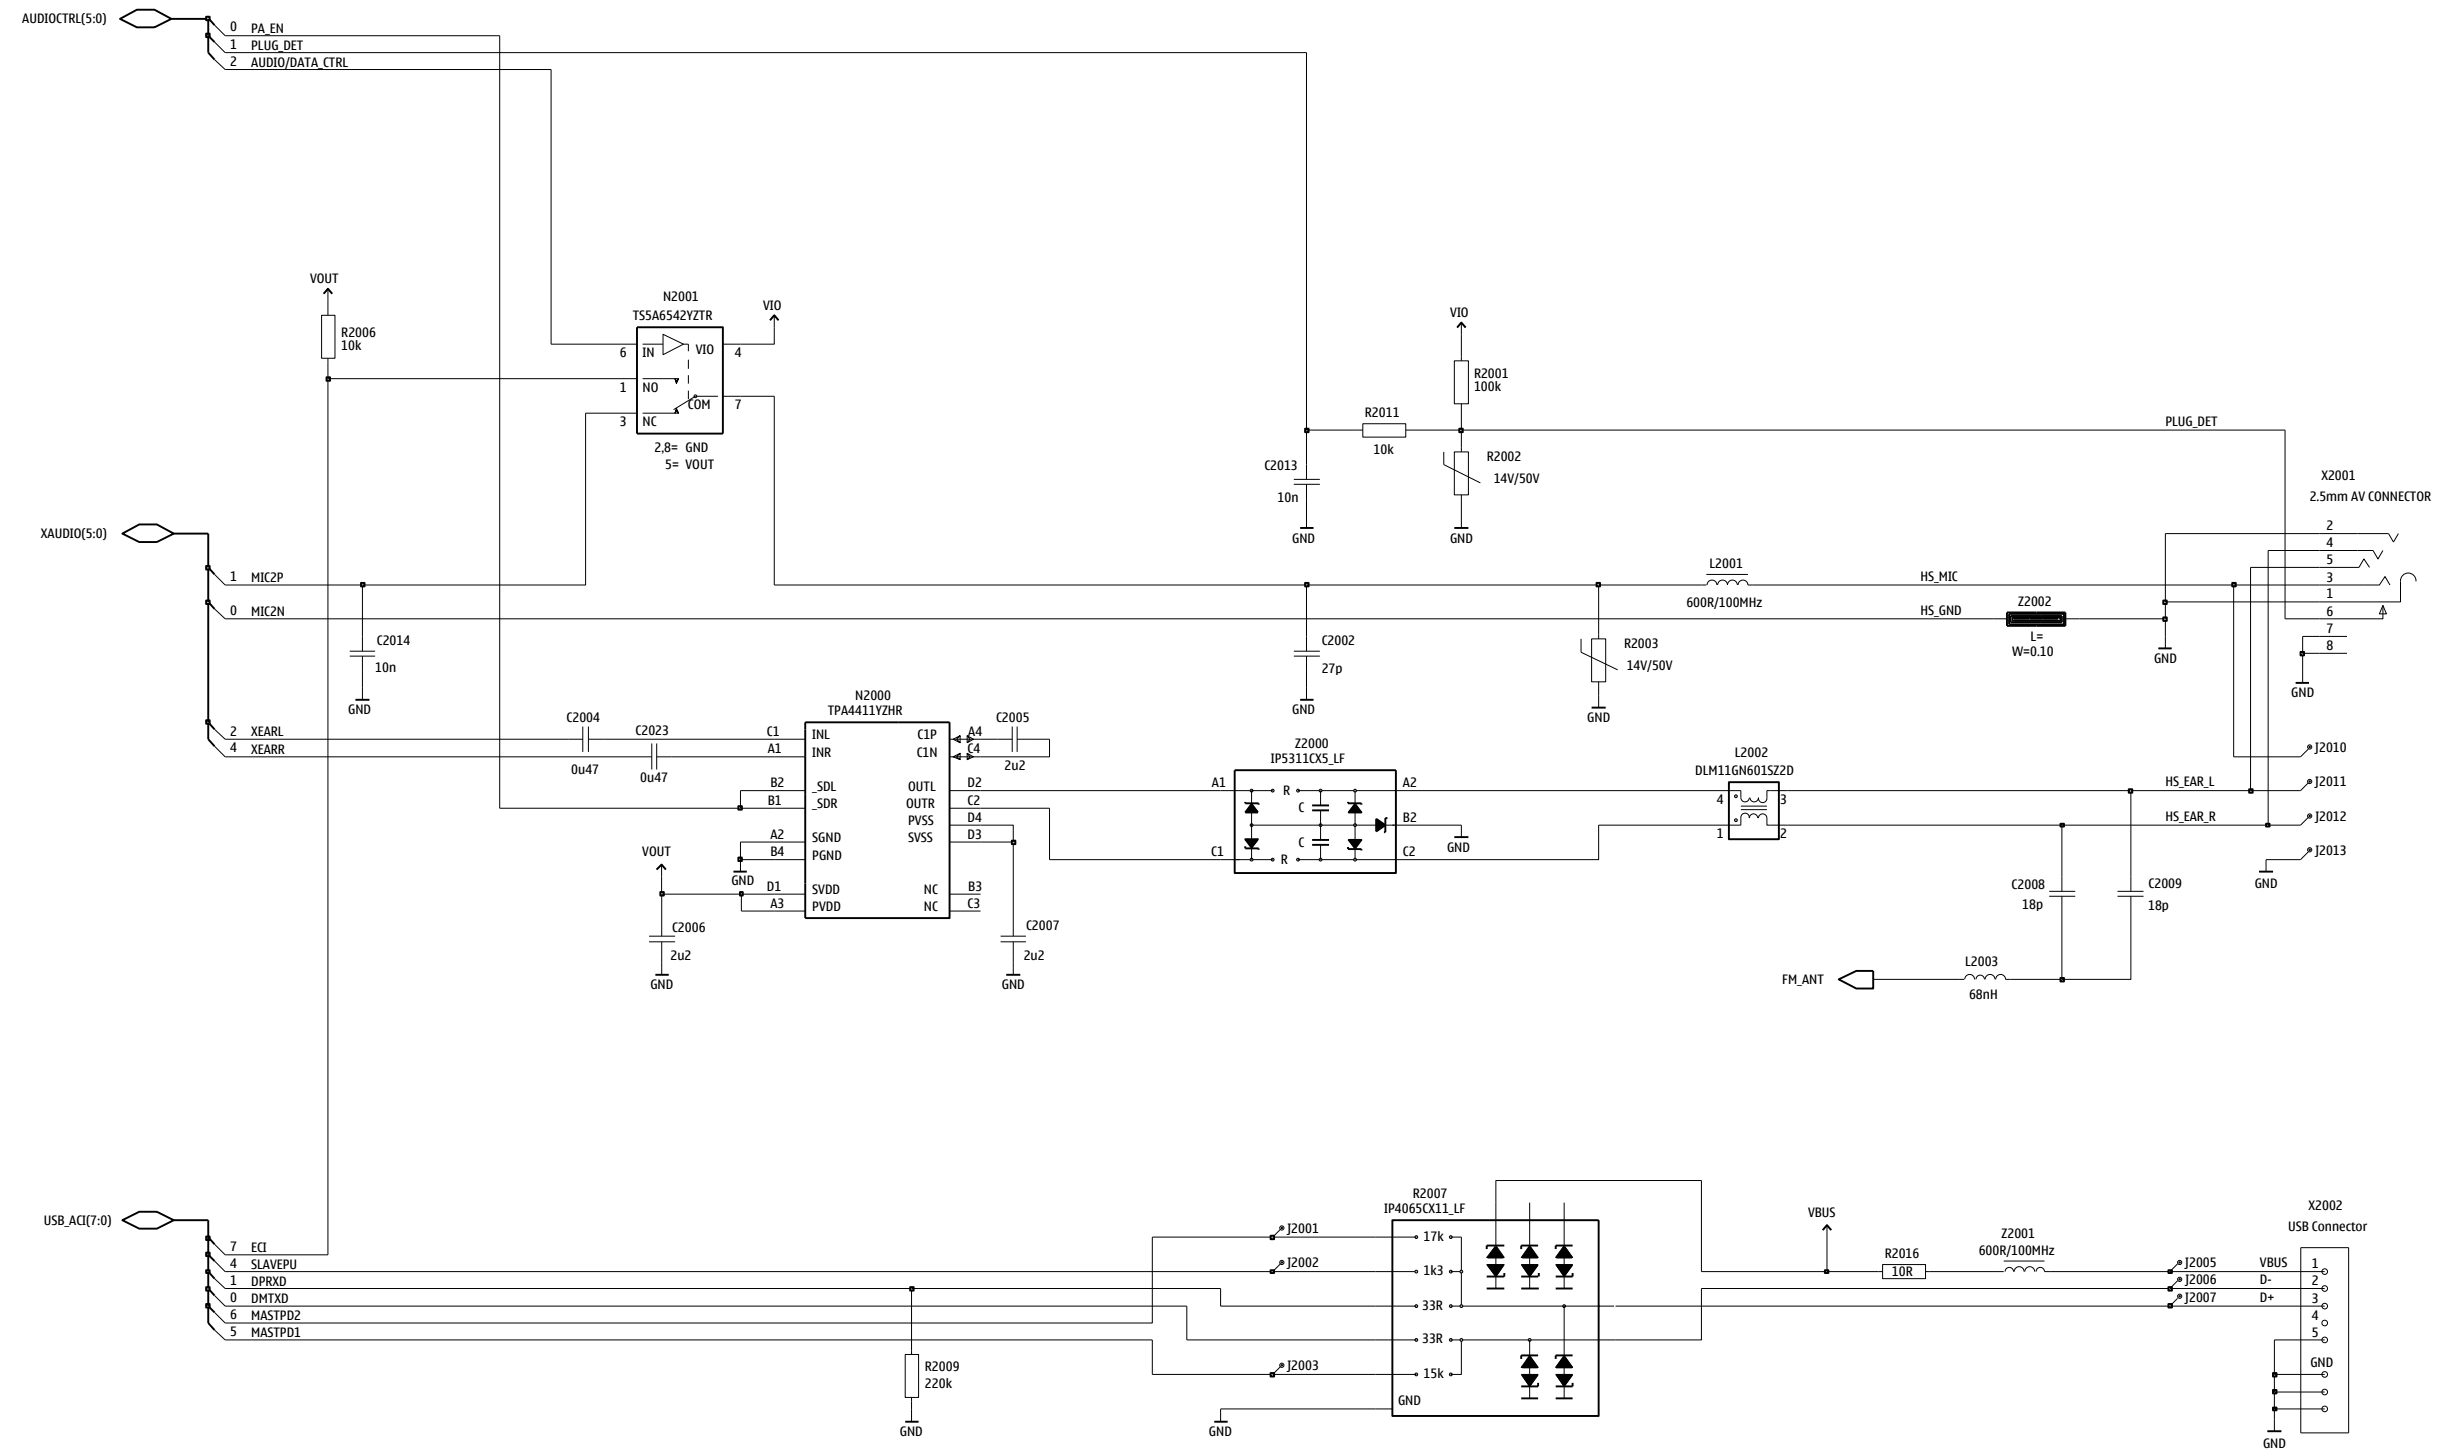 AUDIOCTRL(5:0)
0 PA_EN
1 PLUG_DET
2 AUDIO/DATA_CTRL
VOUT
R2006
10k
N2001
TS5A6542YZTR
VIO
6 IN VIO 4
1 NO
COM 7
3 NC
2,8= GND
5= VOUT
VIO
R2001
100k
R2011
10k
PLUG_DET
R2002
14V/50V
C2013
10n
GND
GND
X2001
2.5mm AV CONNECTOR
2
4
5
3
1
6
7
8
GND
XAUDIO(5:0)
1 MIC2P
0 MIC2N
C2014
10n
GND
L2001
600R/100MHz
HS_MIC
HS_GND
Z2002
L=
W=0.10
GND
C2002
27p
GND
R2003
14V/50V
GND
2 XEARL
4 XEARR
C2004
0u47
C2023
0u47
N2000
TPA4411YZHR
C1 INL C1P A4
A1 INR C1N C4
B2 _SDL OUTL D2
B1 _SDR OUTR C2
PVSS D4
A2 SGND SVSS D3
B4 PGND
D1 SVDD NC B3
A3 PVDD NC C3
C2005
2u2
GND
VOUT
C2006
2u2
GND
C2007
2u2
GND
Z2000
IP5311CX5_LF
A1 R A2
C
B2
C
C1 R C2
GND
L2002
DLM11GN601SZ2D
4 3
1 2
HS_EAR_L
HS_EAR_R
J2010
J2011
J2012
J2013
GND
C2008
18p
C2009
18p
FM_ANT
L2003
68nH
USB_ACI(7:0)
7 ECI
4 SLAVEPU
1 DPRXD
0 DMTXD
6 MASTPD2
5 MASTPD1
R2009
220k
GND
J2001
J2002
J2003
R2007
IP4065CX11_LF
17k
1k3
33R
33R
15k
GND
GND
VBUS
R2016
10R
Z2001
600R/100MHz
J2005
J2006
J2007
X2002
USB Connector
VBUS 1
D- 2
D+ 3
4
5
GND
GND